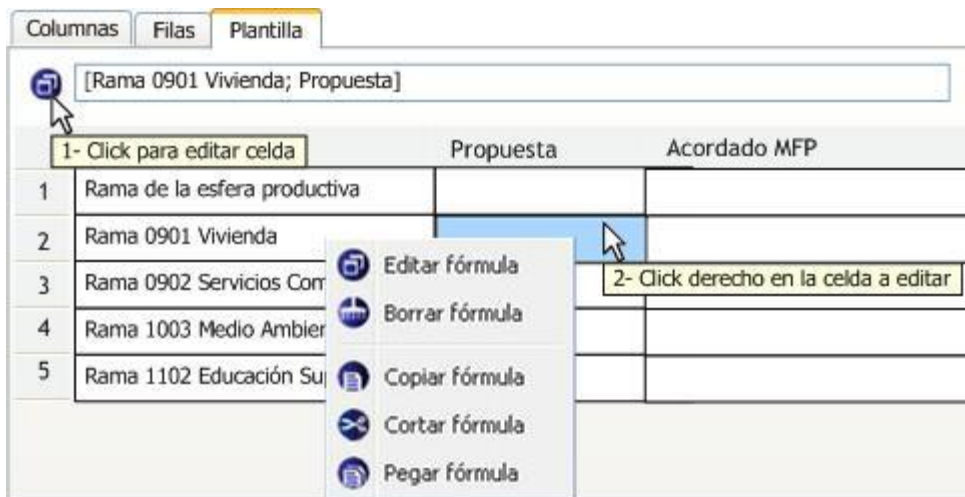 Columnas Filas Plantilla
[Rama 0901 Vivienda; Propuesta]
1- Click para editar celda
Propuesta Acordado MFP
1 Rama de la esfera productiva
2 Rama 0901 Vivienda
2- Click derecho en la celda a editar
3 Rama 0902 Servicios Com
4 Rama 1003 Medio Ambien
5 Rama 1102 Educación Su
Editar fórmula
Borrar fórmula
Copiar fórmula
Cortar fórmula
Pegar fórmula